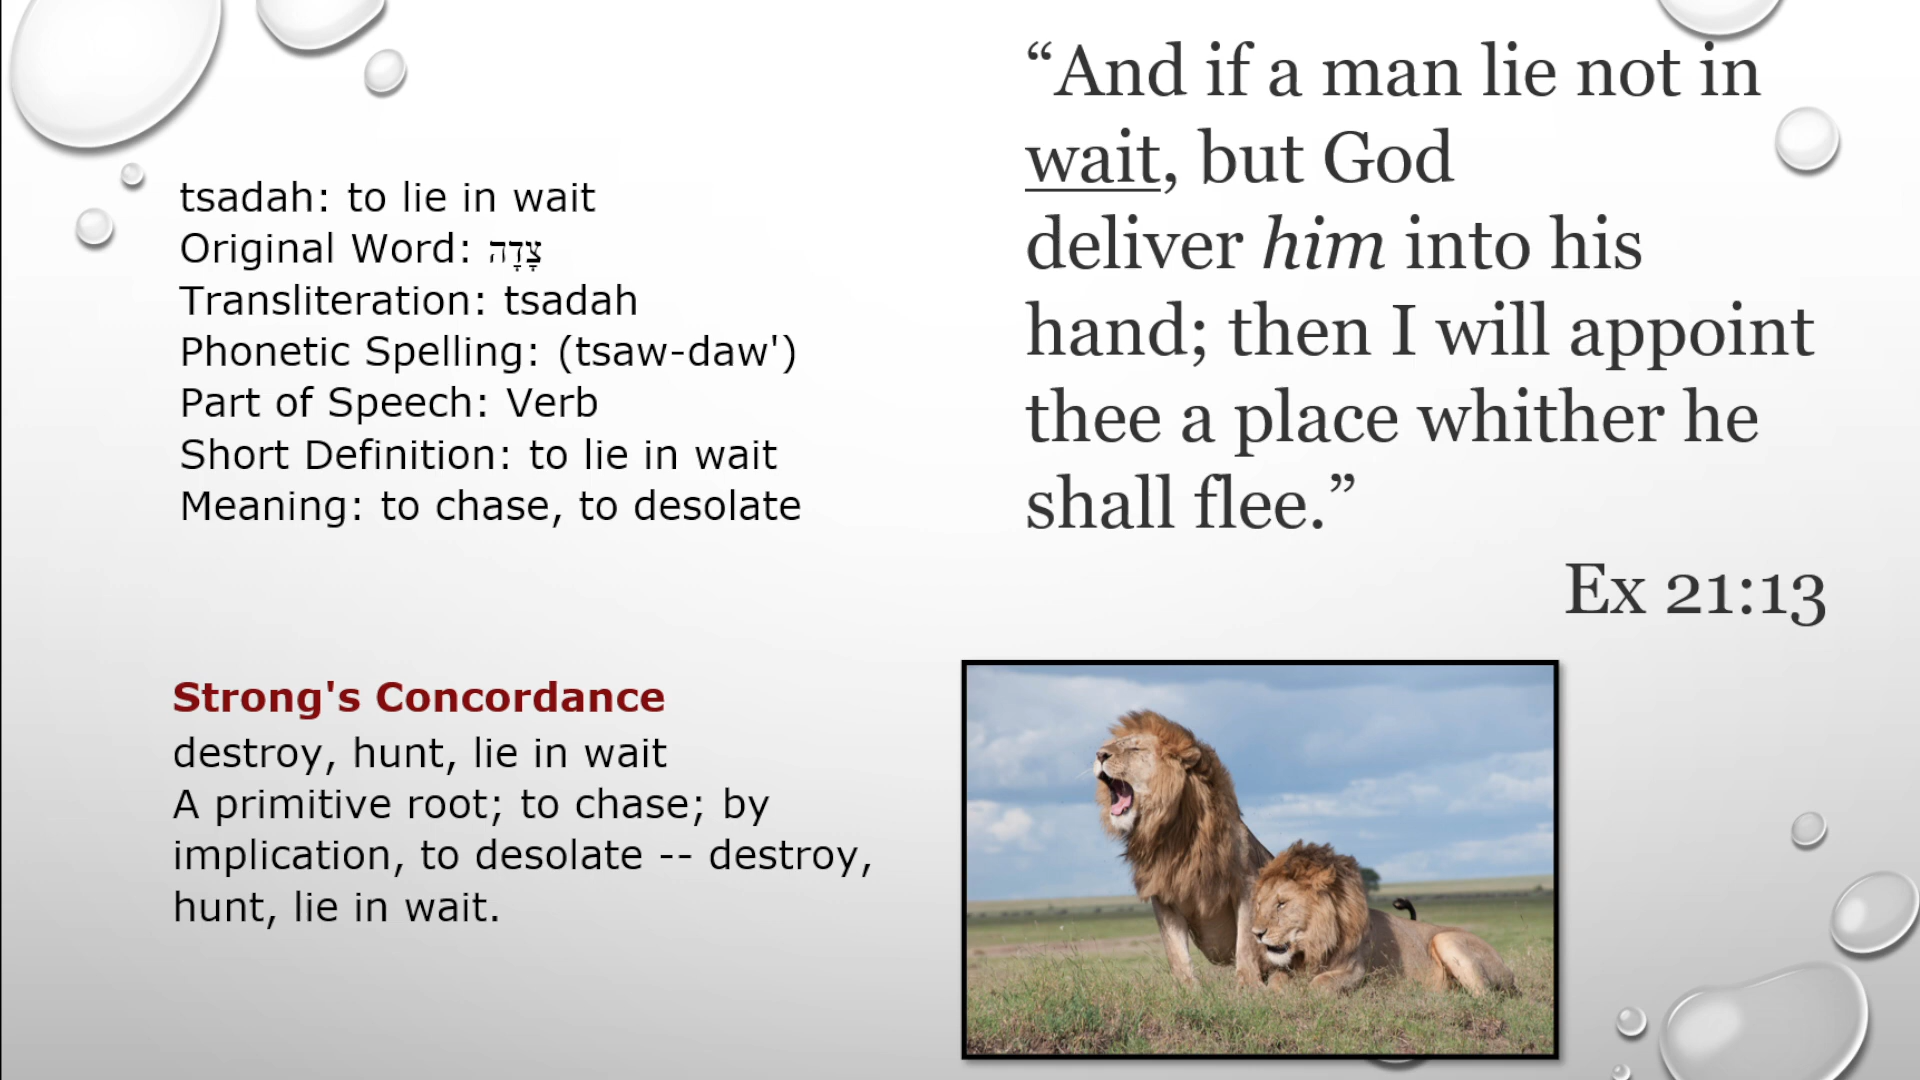 tsadah: to lie in wait
Original Word: צָדָה
Transliteration: tsadah
Phonetic Spelling: (tsaw-daw')
Part of Speech: Verb
Short Definition: to lie in wait
Meaning: to chase, to desolate
Strong's Concordance
destroy, hunt, lie in wait
A primitive root; to chase; by
implication, to desolate -- destroy,
hunt, lie in wait.
“And if a man lie not in
wait, but God
deliver him into his
hand; then I will appoint
thee a place whither he
shall flee.”
Ex 21:13